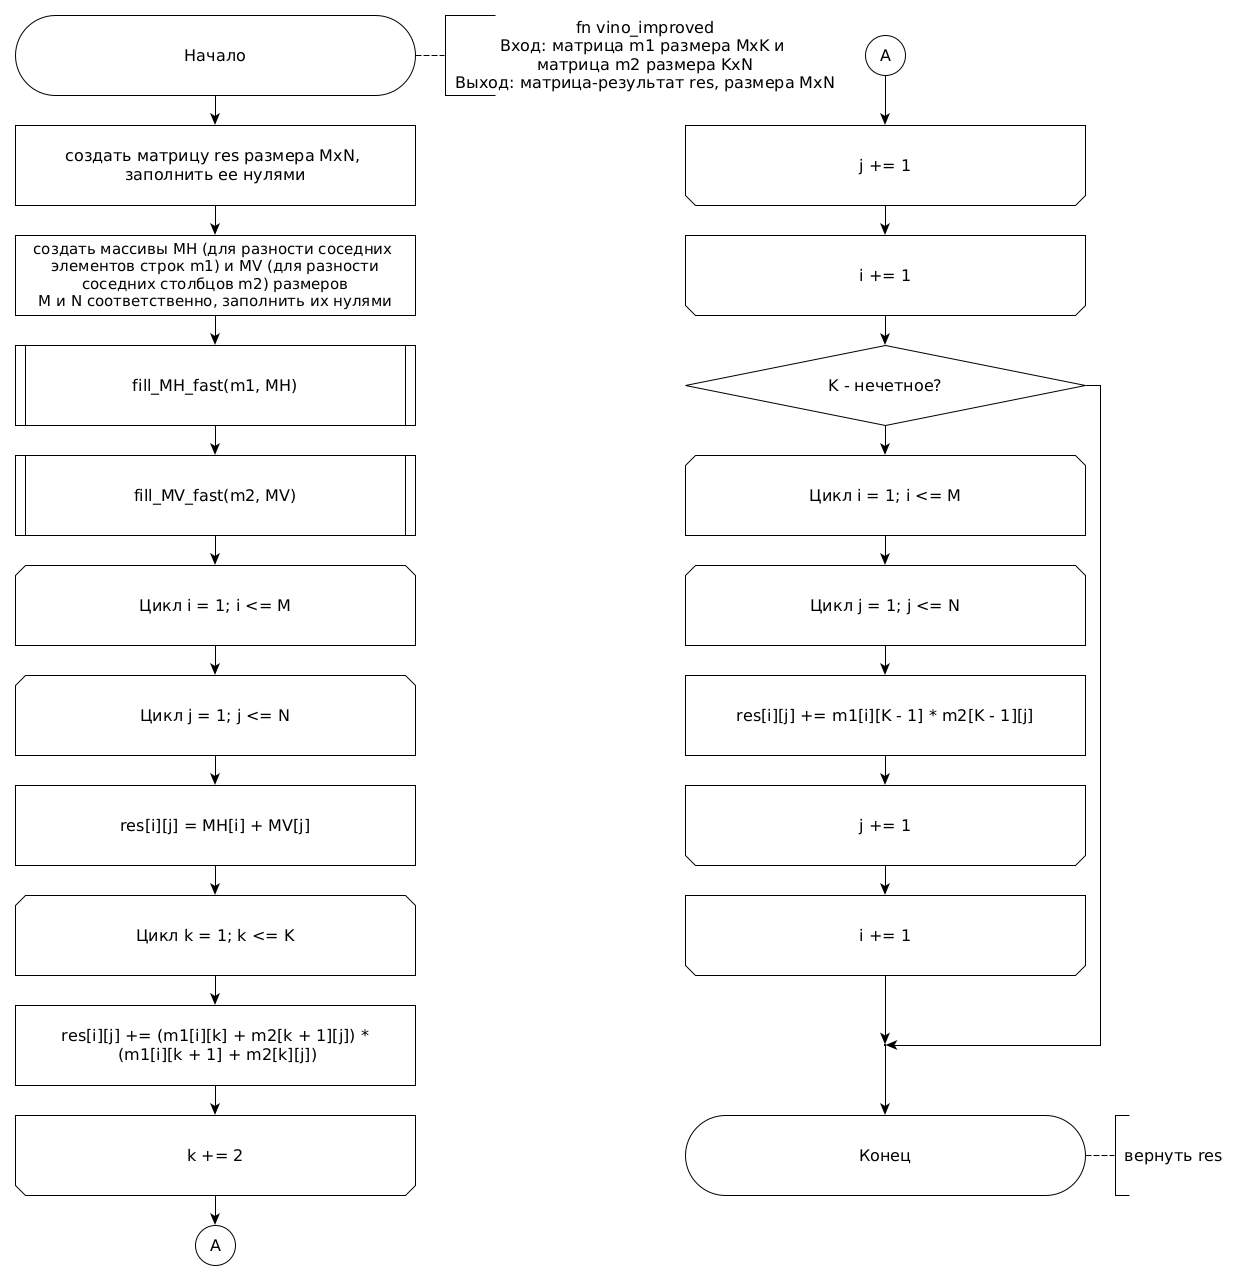 Начало
fn vino_improved
Вход: матрица m1 размера MxK и
матрица m2 размера KxN
Выход: матрица-результат res, размера MxN
создать матрицу res размера MxN,
заполнить ее нулями
создать массивы MH (для разности соседних
элементов строк m1) и MV (для разности
соседних столбцов m2) размеров
M и N соответственно, заполнить их нулями
fill_MH_fast(m1, MH)
fill_MV_fast(m2, MV)
Цикл i = 1; i <= M
Цикл j = 1; j <= N
res[i][j] = MH[i] + MV[j]
Цикл k = 1; k <= K
res[i][j] += (m1[i][k] + m2[k + 1][j]) *
(m1[i][k + 1] + m2[k][j])
k += 2
A
A
j += 1
i += 1
K - нечетное?
Цикл i = 1; i <= M
Цикл j = 1; j <= N
res[i][j] += m1[i][K - 1] * m2[K - 1][j]
j += 1
i += 1
Конец
вернуть res